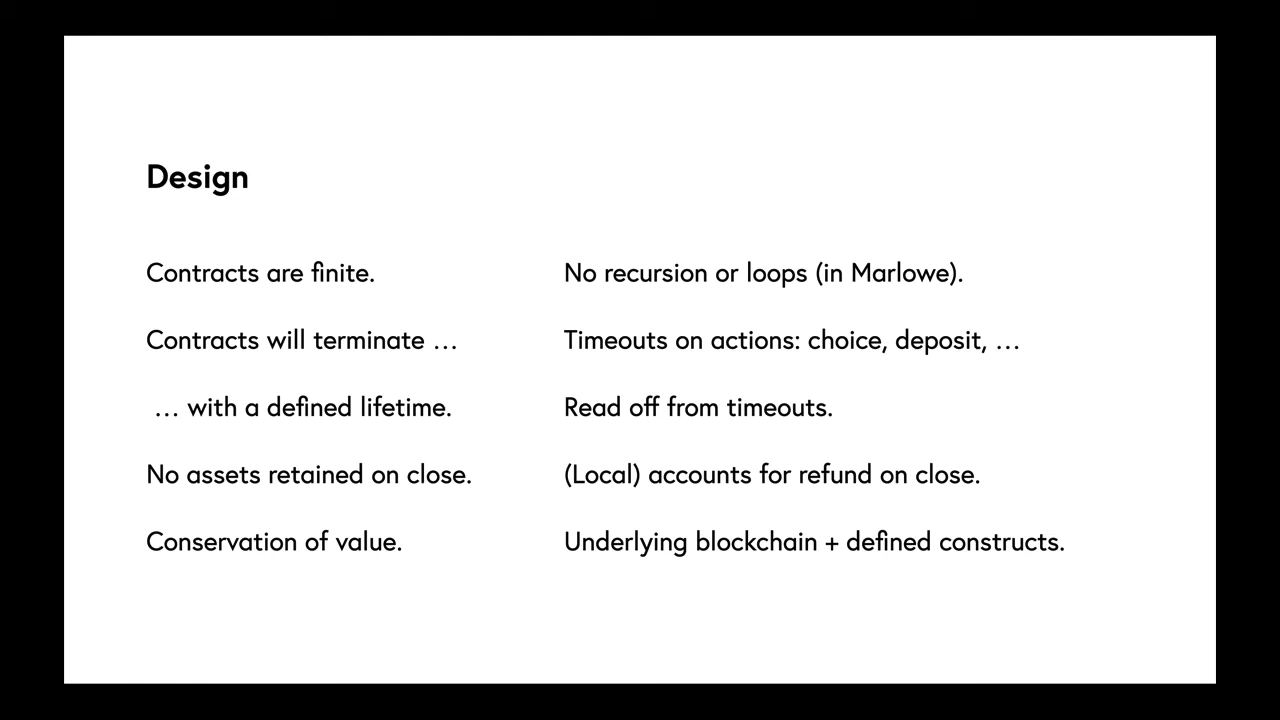 Design
Contracts are finite.
No recursion or loops (in Marlowe).
Contracts will terminate …
Timeouts on actions: choice, deposit, …
… with a defined lifetime.
Read off from timeouts.
No assets retained on close.
(Local) accounts for refund on close.
Conservation of value.
Underlying blockchain + defined constructs.